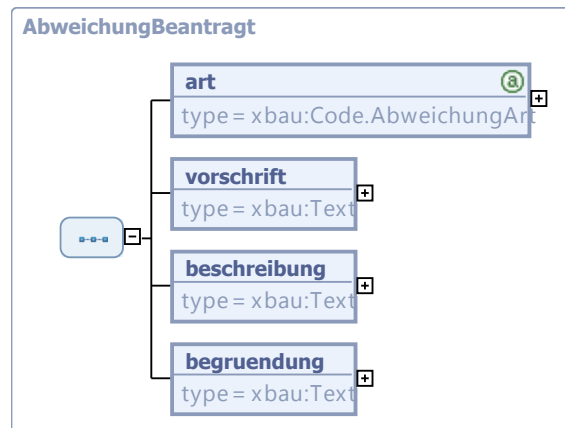 AbweichungBeantragt
art
type = xbau:Code.AbweichungArt
vorschrift
type = xbau:Text
beschreibung
type = xbau:Text
begruendung
type = xbau:Text